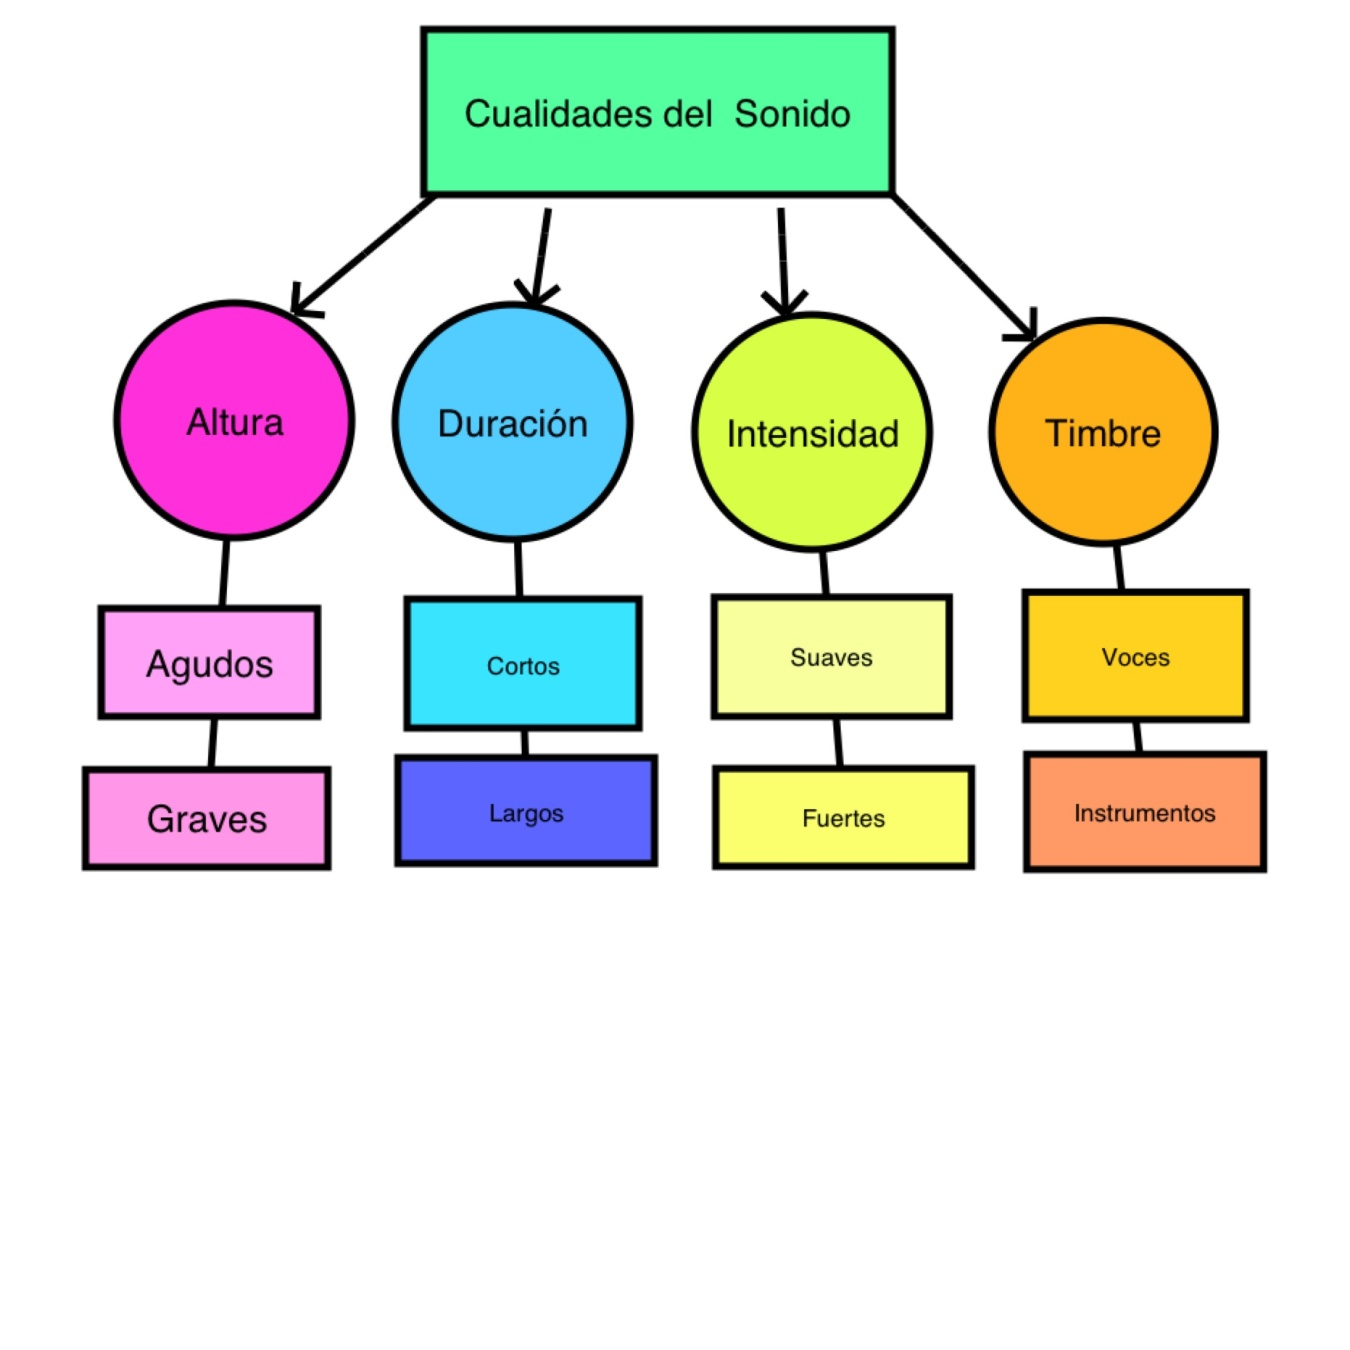 Cualidades del  Sonido
Altura
Duración
Intensidad
Timbre
Agudos
Cortos
Suaves
Voces
Graves
Largos
Fuertes
Instrumentos